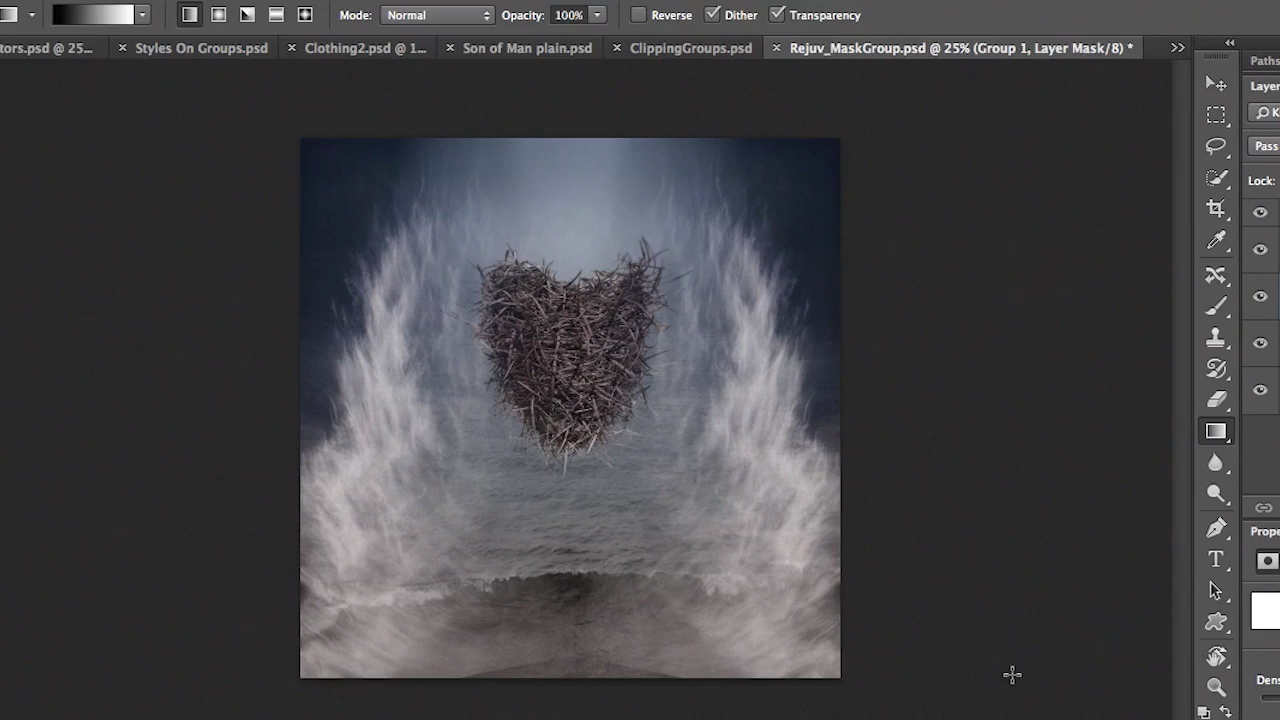 Mode: Normal Opacity: 100% Reverse Dither Transparency
tors.psd @ 25... × Styles On Groups.psd × Clothing2.psd @ 1... × Son of Man plain.psd × ClippingGroups.psd × Rejuv_MaskGroup.psd @ 25% (Group 1, Layer Mask/8) *
Paths
Layer
K
Pass
Lock:
Prope
T
Dens